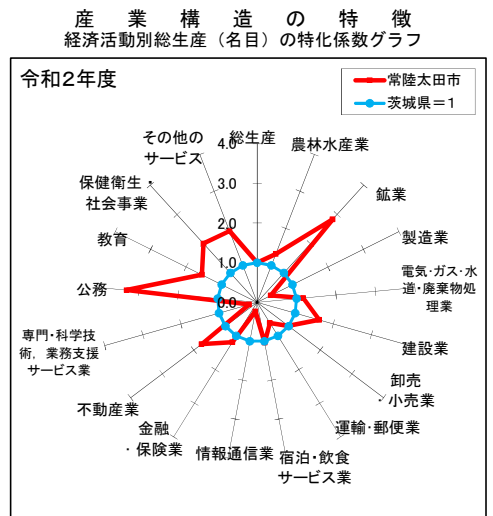 産業構造の特徴
経済活動別総生産（名目）の特化係数グラフ
令和2年度
常陸太田市
茨城県＝1
総生産
農林水産業
鉱業
製造業
電気・ガス・水
道・廃棄物処
理業
建設業
卸売
・小売業
運輸・郵便業
宿泊・飲食
サービス業
情報通信業
金融
・保険業
不動産業
専門・科学技
術，業務支援
サービス業
公務
教育
保健衛生・
社会事業
その他の
サービス
4.0
3.0
2.0
1.0
0.0